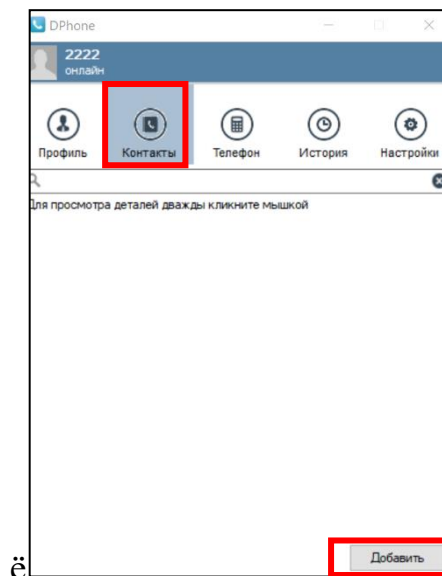 DPhone
2222
онлайн
Профиль Контакты Телефон История Настройки
Для просмотра деталей дважды кликните мышкой
Добавить
ё